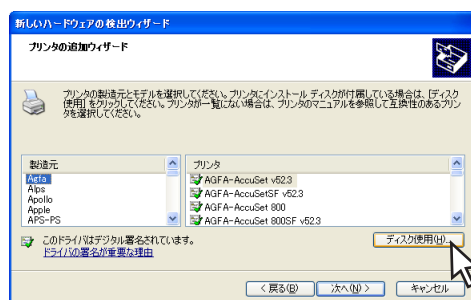 新しいハードウェアの検出ウィザード
プリンタの追加ウィザード
プリンタの製造元とモデルを選択してください。プリンタにインストール ディスクが付属している場合は、[ディスク
使用] をクリックしてください。プリンタが一覧にない場合は、プリンタのマニュアルを参照して互換性のあるプリン
タを選択してください。
製造元
Agfa
Alps
Apollo
Apple
APS-PS
プリンタ
AGFA-AccuSet v52.3
AGFA-AccuSetSF v52.3
AGFA-AccuSet 800
AGFA-AccuSet 800SF v52.3
このドライバはデジタル署名されています。
ドライバの署名が重要な理由
ディスク使用(H)...
< 戻る(B)
次へ(N) >
キャンセル